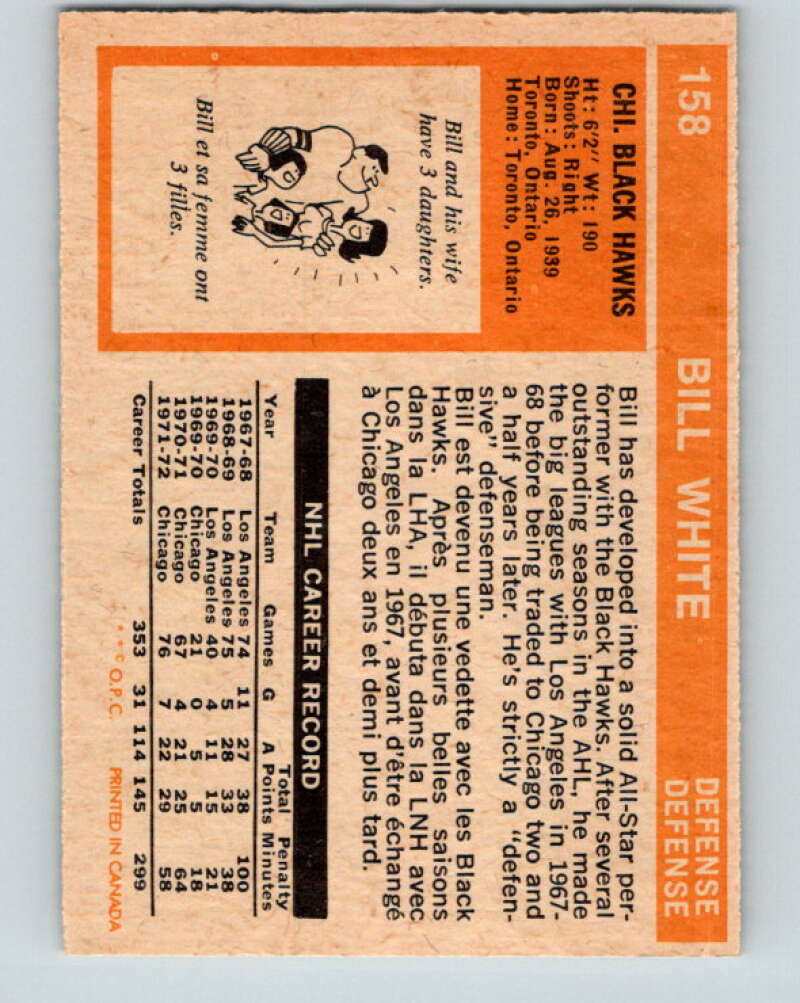 158
BILL WHITE
DEFENSE
DEFENSE
CHI. BLACK HAWKS
Ht: 6'2" Wt: 190
Shoots: Right
Born: Aug. 26, 1939
Toronto, Ontario
Home: Toronto, Ontario
Bill and his wife
have 3 daughters.
Bill et sa femme ont
3 filles.
Bill has developed into a solid All-Star per-
former with the Black Hawks. After several
outstanding seasons in the AHL, he made
the big leagues with Los Angeles in 1967-
68 before being traded to Chicago two and
a half years later. He's strictly a "defen-
sive" defenseman.
Bill est devenu une vedette avec les Black
Hawks. Après plusieurs belles saisons
dans la LHA, il débuta dans la LNH avec
Los Angeles en 1967, avant d'être échangé
à Chicago deux ans et demi plus tard.
NHL CAREER RECORD
Total Penalty
Year Team Games G A Points Minutes
1967-68 Los Angeles 74 11 27 38 100
1968-69 Los Angeles 75 5 28 33 38
1969-70 Los Angeles 40 4 11 15 21
1969-70 Chicago 21 0 5 5 18
1970-71 Chicago 67 4 21 25 64
1971-72 Chicago 76 7 22 29 58
Career Totals 353 31 114 145 299
***© O.P.C. PRINTED IN CANADA